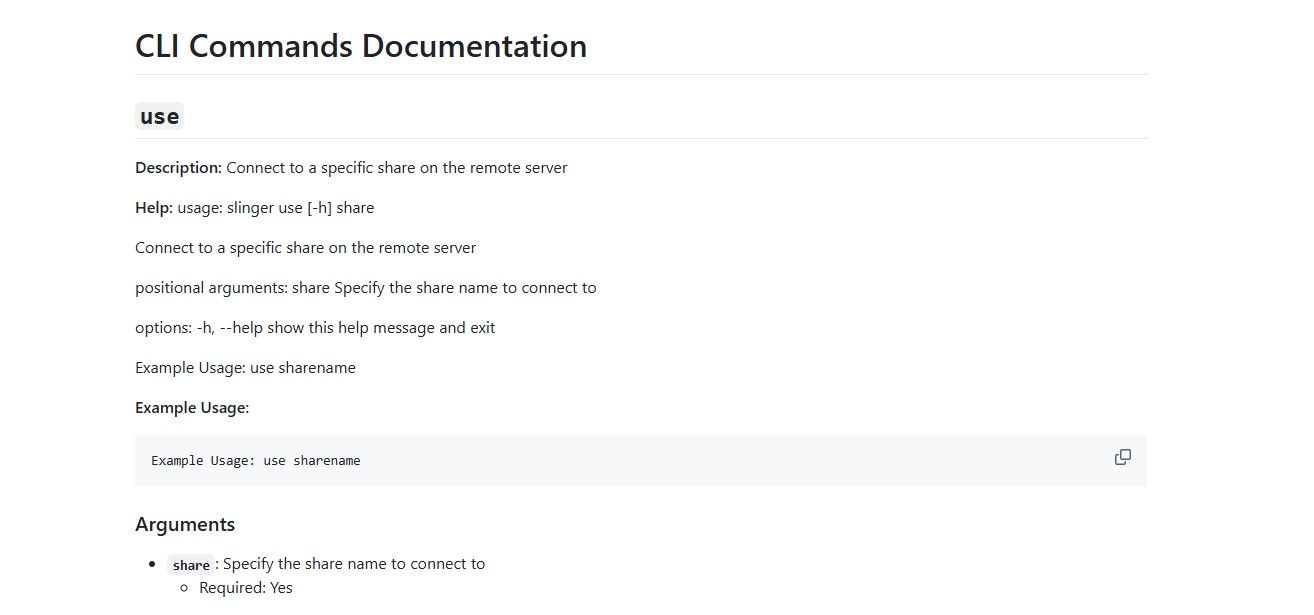 CLI Commands Documentation
use
Description: Connect to a specific share on the remote server
Help: usage: slinger use [-h] share
Connect to a specific share on the remote server
positional arguments: share Specify the share name to connect to
options: -h, --help show this help message and exit
Example Usage: use sharename
Example Usage:
Example Usage: use sharename
Arguments
share: Specify the share name to connect to
Required: Yes